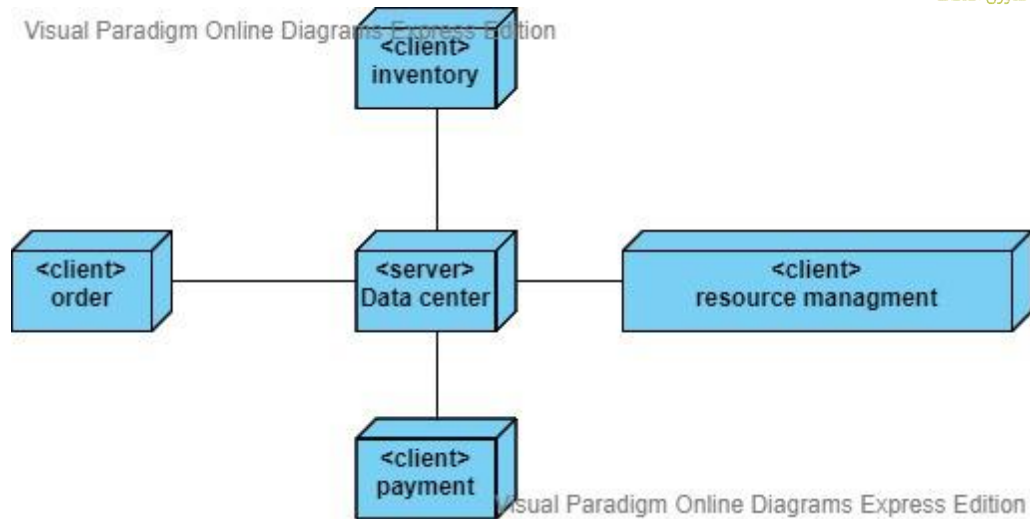 Visual Paradigm Online Diagrams Express Edition
<client>
inventory
<client>
order
<server>
Data center
<client>
resource managment
<client>
payment
Visual Paradigm Online Diagrams Express Edition